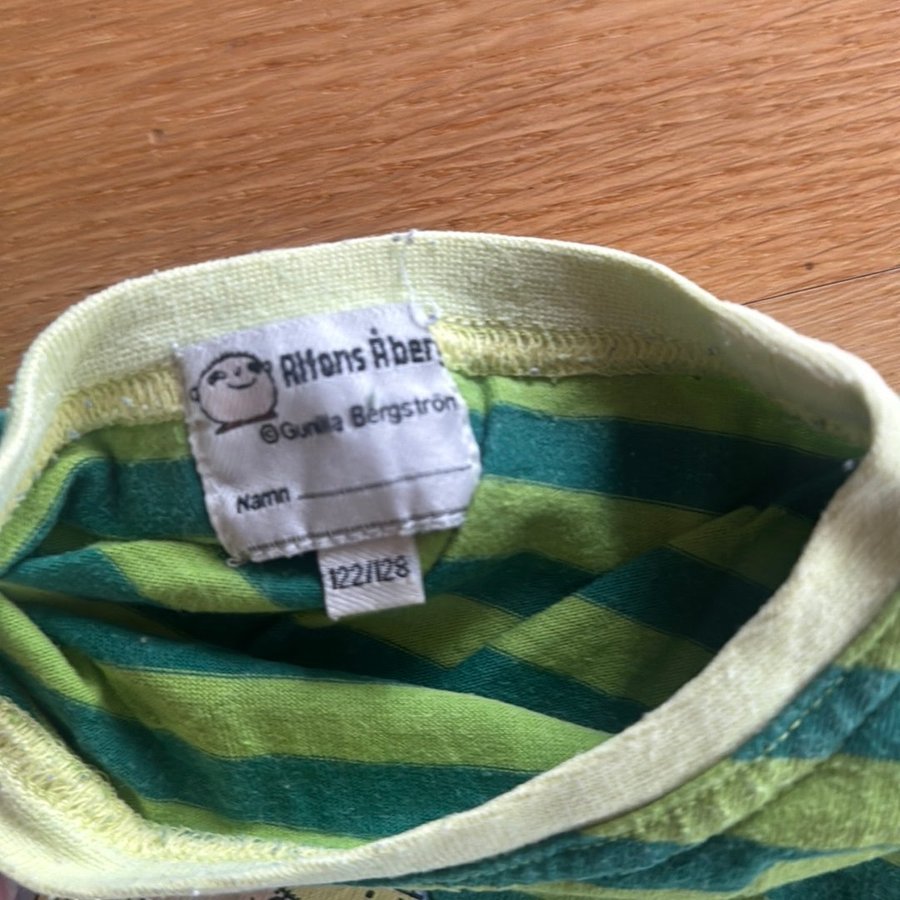 Alfons Åberg
©Gunilla Bergström
Namn
122/128